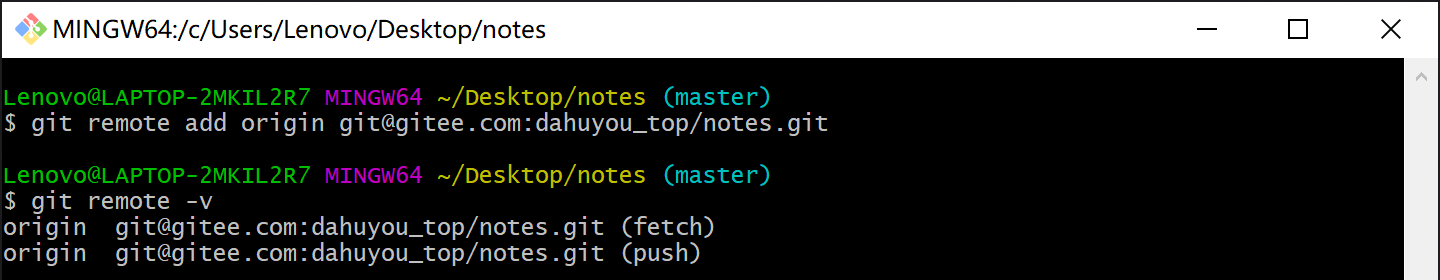 MINGW64:/c/Users/Lenovo/Desktop/notes
Lenovo@LAPTOP-2MKIL2R7 MINGW64 ~/Desktop/notes (master)
$ git remote add origin git@gitee.com:dahuyou_top/notes.git
Lenovo@LAPTOP-2MKIL2R7 MINGW64 ~/Desktop/notes (master)
$ git remote -v
origin  git@gitee.com:dahuyou_top/notes.git (fetch)
origin  git@gitee.com:dahuyou_top/notes.git (push)